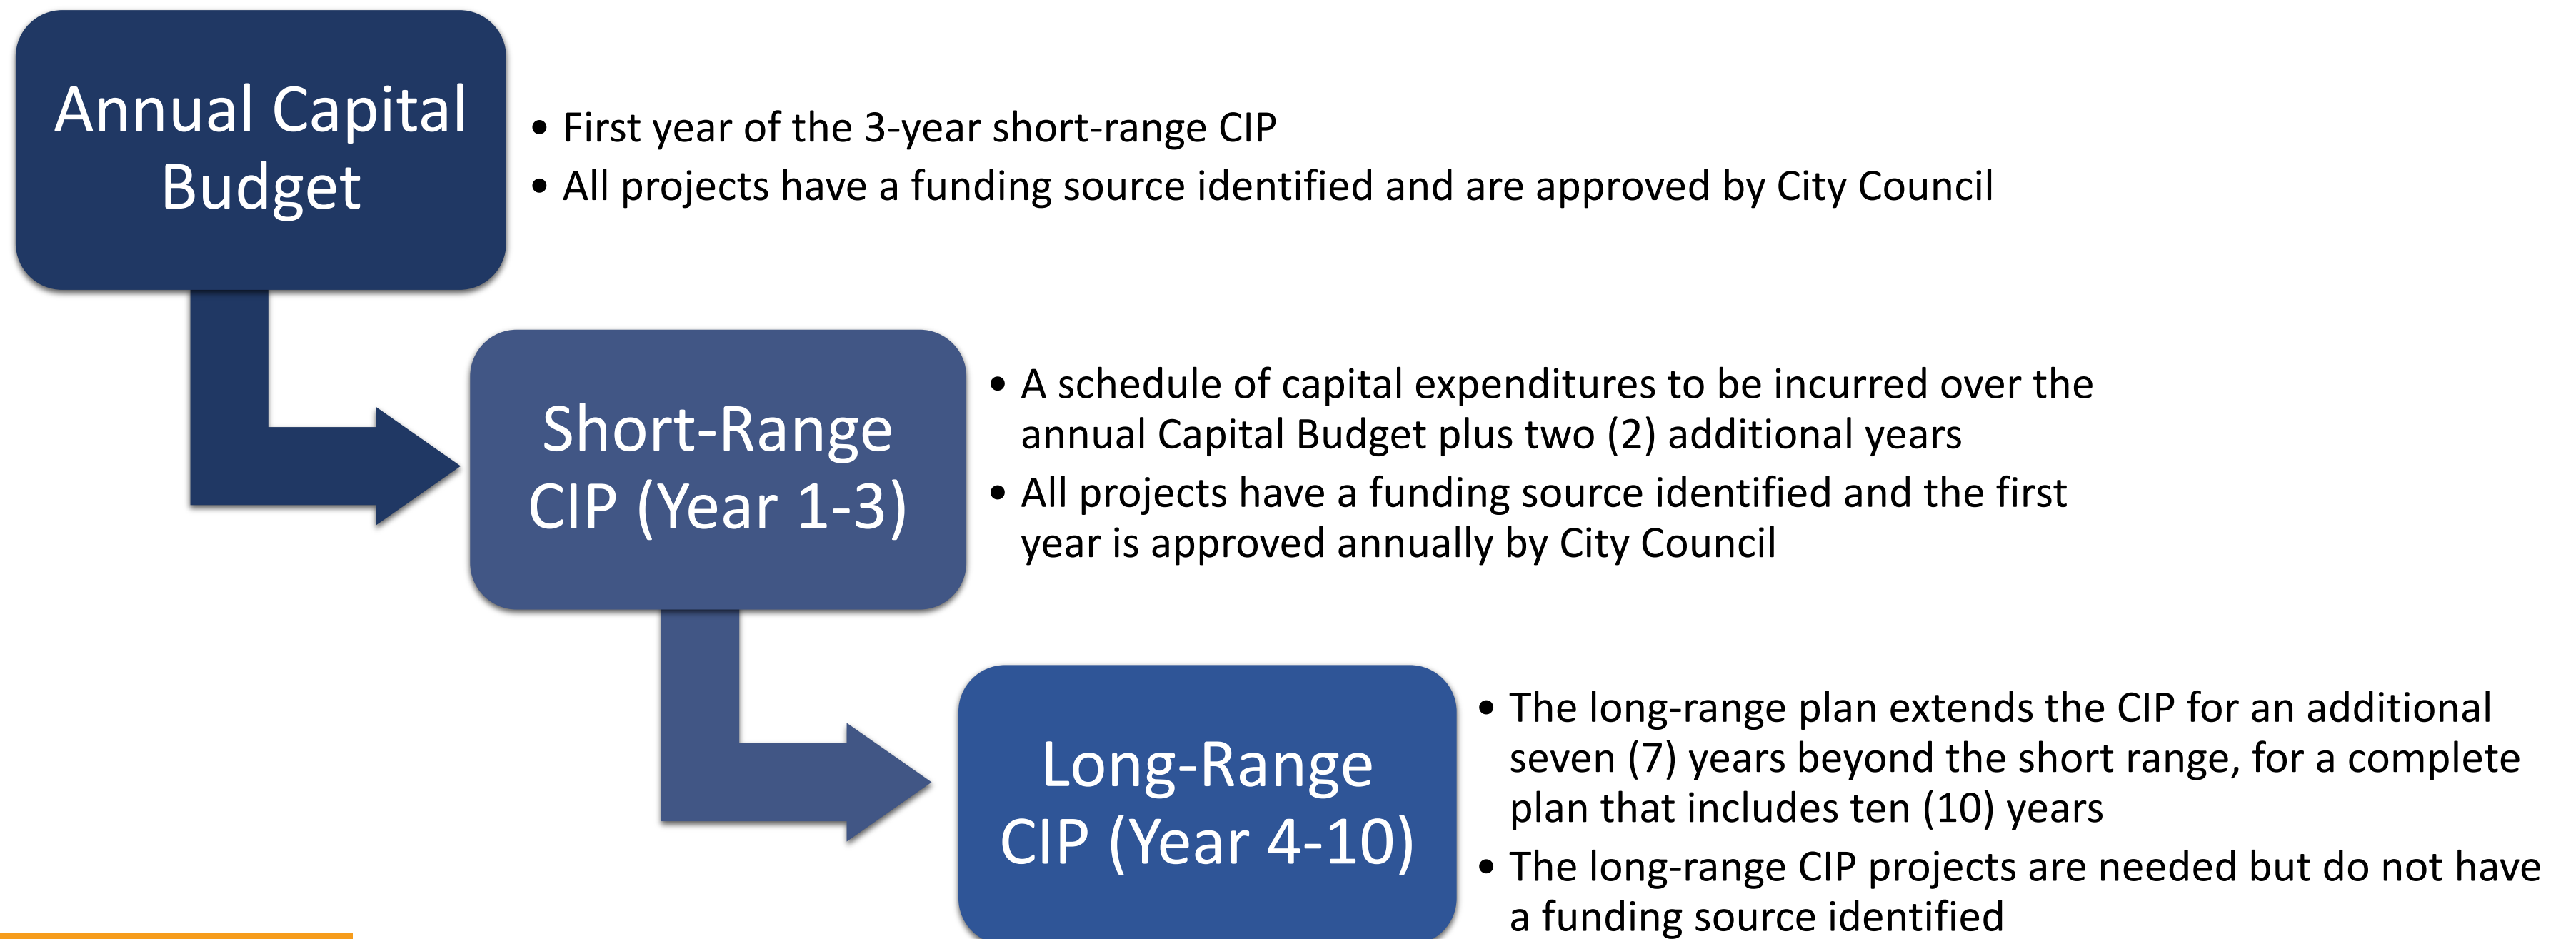 Annual Capital
Budget
• First year of the 3-year short-range CIP
• All projects have a funding source identified and are approved by City Council
Short-Range
CIP (Year 1-3)
• A schedule of capital expenditures to be incurred over the
annual Capital Budget plus two (2) additional years
• All projects have a funding source identified and the first
year is approved annually by City Council
Long-Range
CIP (Year 4-10)
• The long-range plan extends the CIP for an additional
seven (7) years beyond the short range, for a complete
plan that includes ten (10) years
• The long-range CIP projects are needed but do not have
a funding source identified